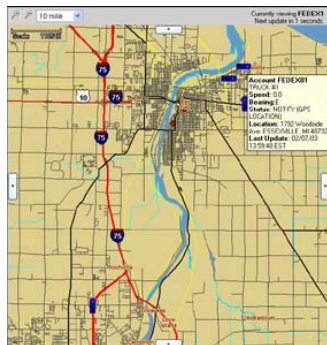 10 mile
Currently viewing FEDEX1
Next update in 1 seconds.
75
10
75
75
75
Account FEDEX01
TRUCK #1
Speed: 0.0
Bearing:E
Status: NOTIFY (GPS
LOCATION)
Location: 1792 Woodside
Ave. ESSEXVILLE, MI 48732
Last Update: 02/07/03
13:59:40 EST